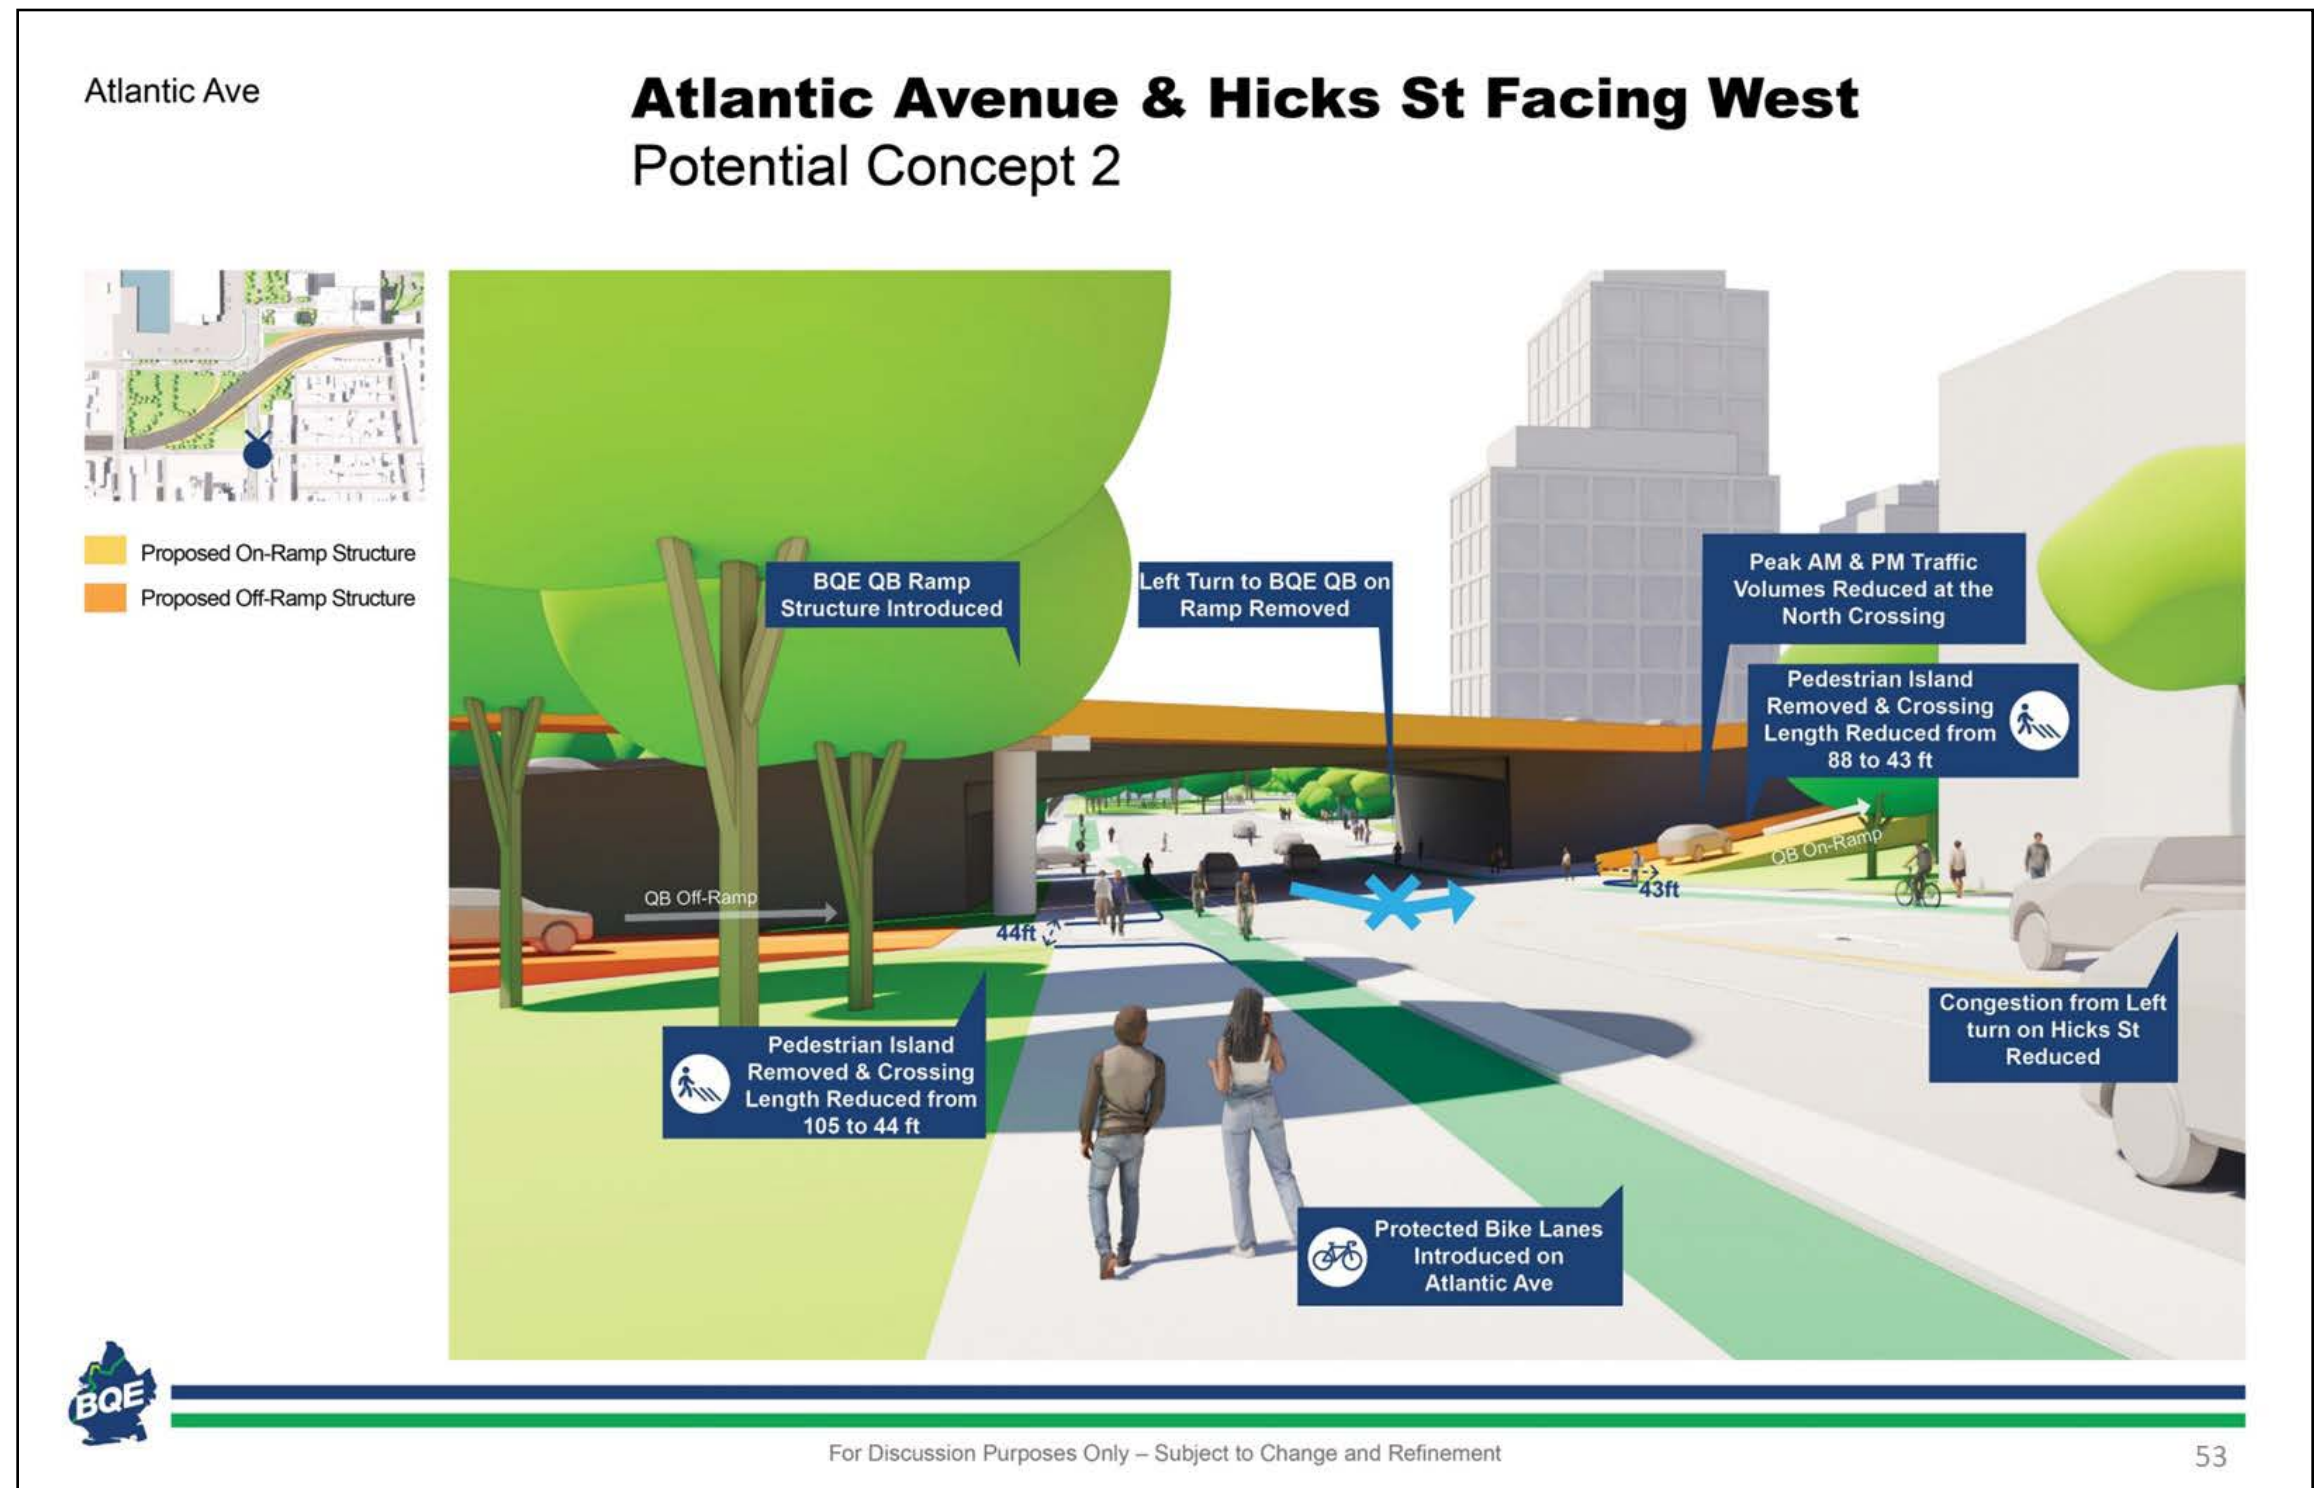 Atlantic Ave
Atlantic Avenue & Hicks St Facing West
Potential Concept 2
Proposed On-Ramp Structure
Proposed Off-Ramp Structure
BQE QB Ramp
Structure Introduced
Left Turn to BQE QB on
Ramp Removed
Peak AM & PM Traffic
Volumes Reduced at the
North Crossing
Pedestrian Island
Removed & Crossing
Length Reduced from
88 to 43 ft
QB On-Ramp
43ft
QB Off-Ramp
44ft
Congestion from Left
turn on Hicks St
Reduced
Pedestrian Island
Removed & Crossing
Length Reduced from
105 to 44 ft
Protected Bike Lanes
Introduced on
Atlantic Ave
BQE
For Discussion Purposes Only – Subject to Change and Refinement
53